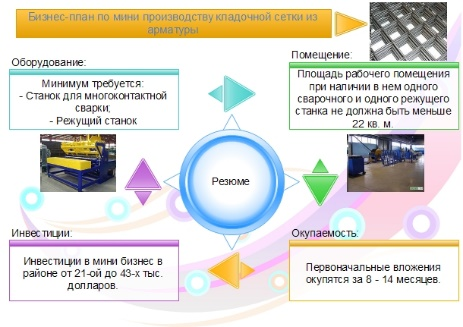 Бизнес-план по мини производству кладочной сетки из
арматуры
Оборудование:
Минимум требуется:
- Станок для многоконтактной
сварки;
- Режущий станок
Помещение:
Площадь рабочего помещения
при наличии в нем одного
сварочного и одного режущего
станка не должна быть меньше
22 кв. м.
Резюме
Инвестиции:
Инвестиции в мини бизнес в
районе от 21-ой до 43-х тыс.
долларов.
Окупаемость:
Первоначальные вложения
окупятся за 8 - 14 месяцев.